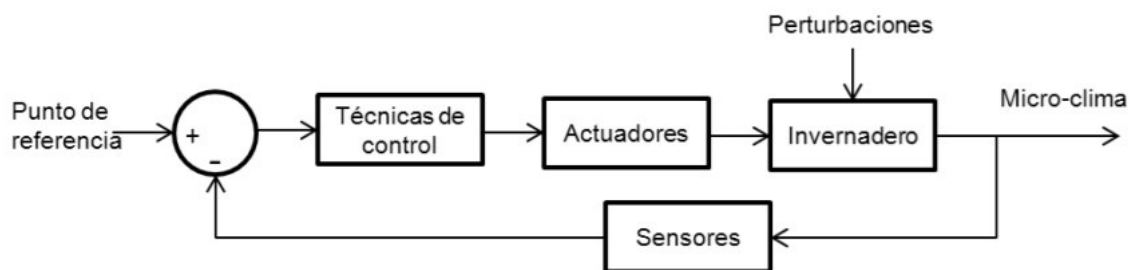 Perturbaciones
Punto de
referencia
+
-
Técnicas de
control
Actuadores
Invernadero
Micro-clima
Sensores